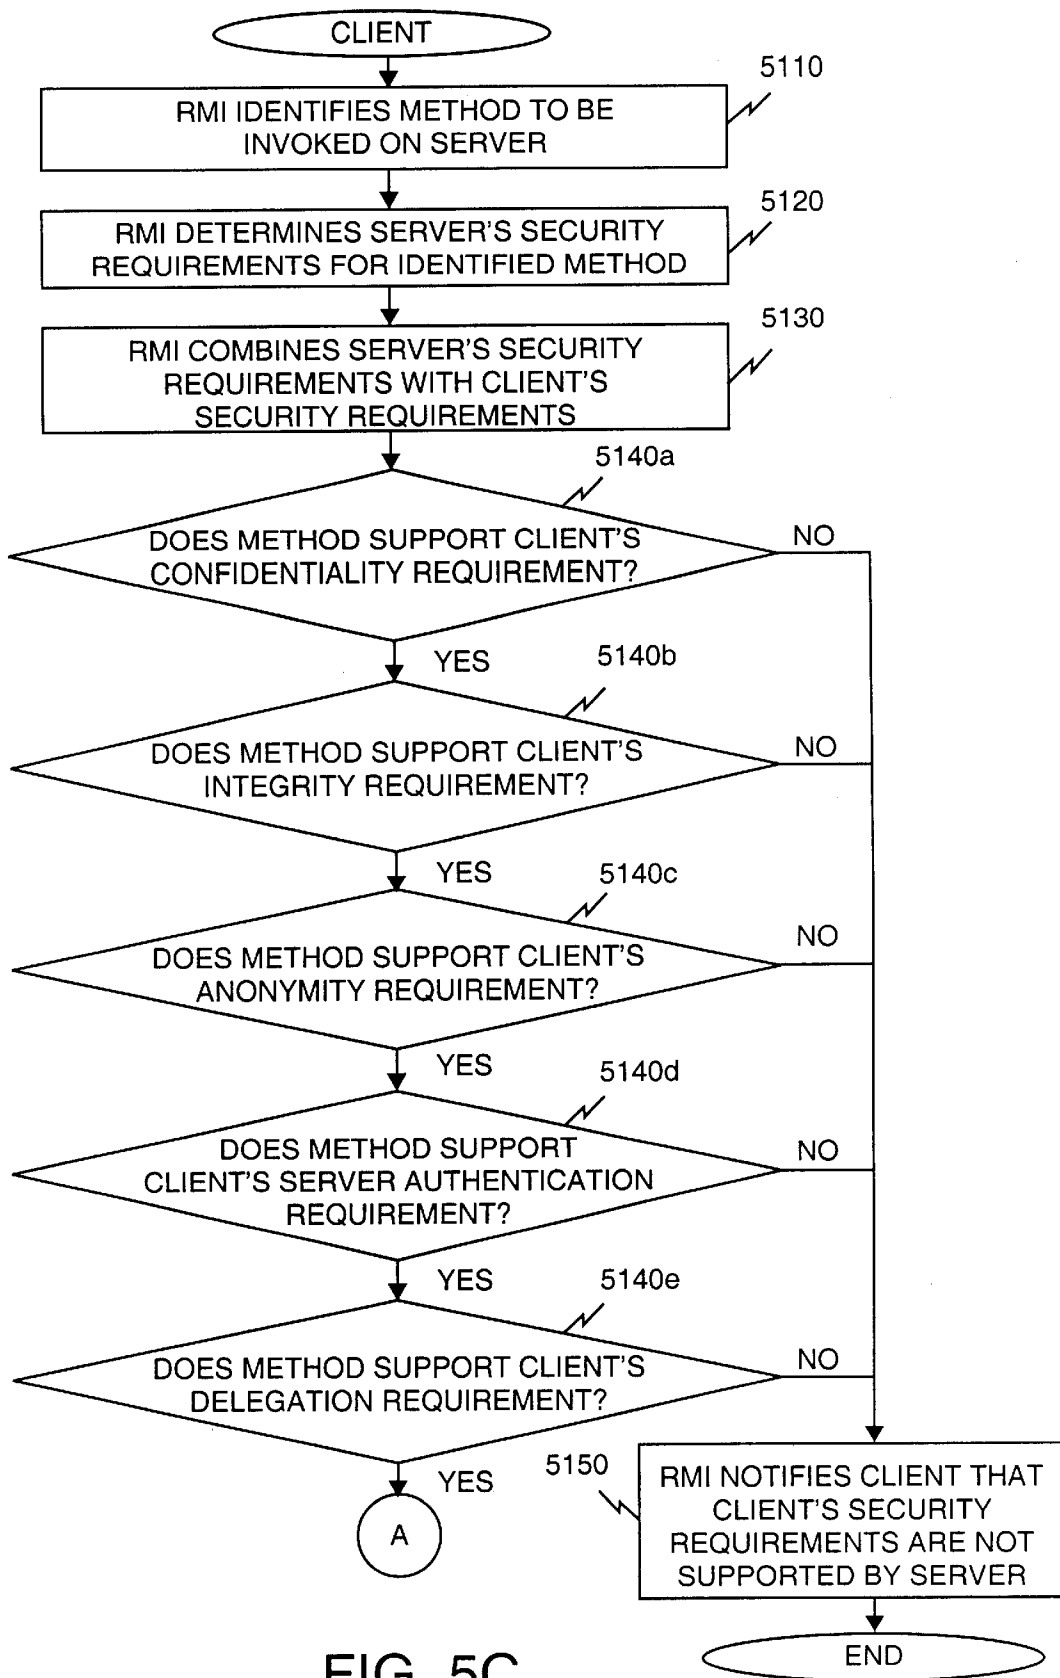 CLIENT
5110
RMI IDENTIFIES METHOD TO BE
INVOKED ON SERVER
5120
RMI DETERMINES SERVER'S SECURITY
REQUIREMENTS FOR IDENTIFIED METHOD
5130
RMI COMBINES SERVER'S SECURITY
REQUIREMENTS WITH CLIENT'S
SECURITY REQUIREMENTS
5140a
DOES METHOD SUPPORT CLIENT'S
CONFIDENTIALITY REQUIREMENT?
NO
YES
5140b
DOES METHOD SUPPORT CLIENT'S
INTEGRITY REQUIREMENT?
NO
YES
5140c
DOES METHOD SUPPORT CLIENT'S
ANONYMITY REQUIREMENT?
NO
YES
5140d
DOES METHOD SUPPORT
CLIENT'S SERVER AUTHENTICATION
REQUIREMENT?
NO
YES
5140e
DOES METHOD SUPPORT CLIENT'S
DELEGATION REQUIREMENT?
NO
YES
A
5150
RMI NOTIFIES CLIENT THAT
CLIENT'S SECURITY
REQUIREMENTS ARE NOT
SUPPORTED BY SERVER
END
FIG. 5C